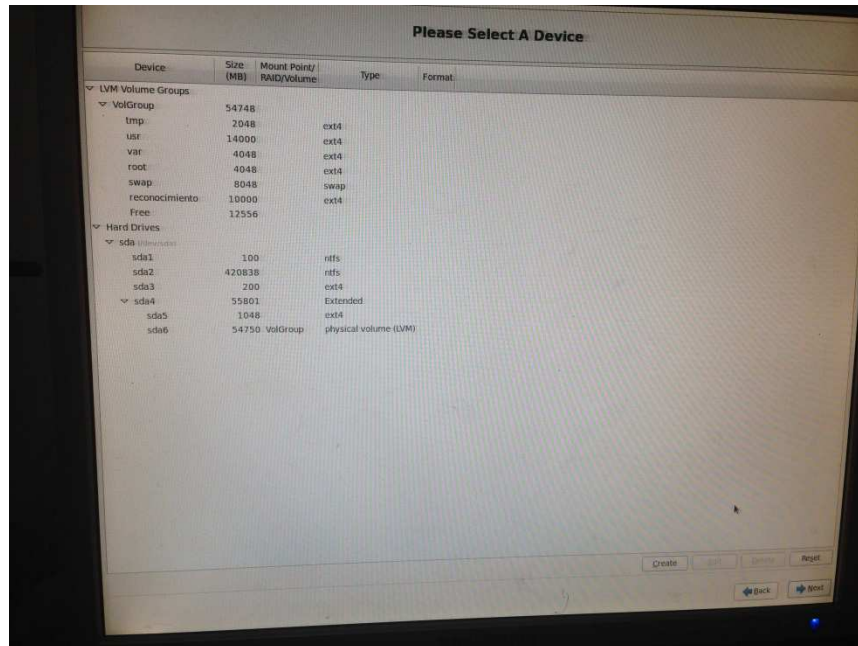 Please Select A Device
Device Size (MB) Mount Point/ RAID/Volume Type Format
LVM Volume Groups
VolGroup 54748
tmp 2048 ext4
usr 14000 ext4
var 4048 ext4
root 4048 ext4
swap 8048 swap
reconocimiento 10000 ext4
Free 12556
Hard Drives
sda
sda1 100 ntfs
sda2 420838 ntfs
sda3 200 ext4
sda4 55801 Extended
sda5 1048 ext4
sda6 54750 VolGroup physical volume (LVM)
Create Reset
Back Next